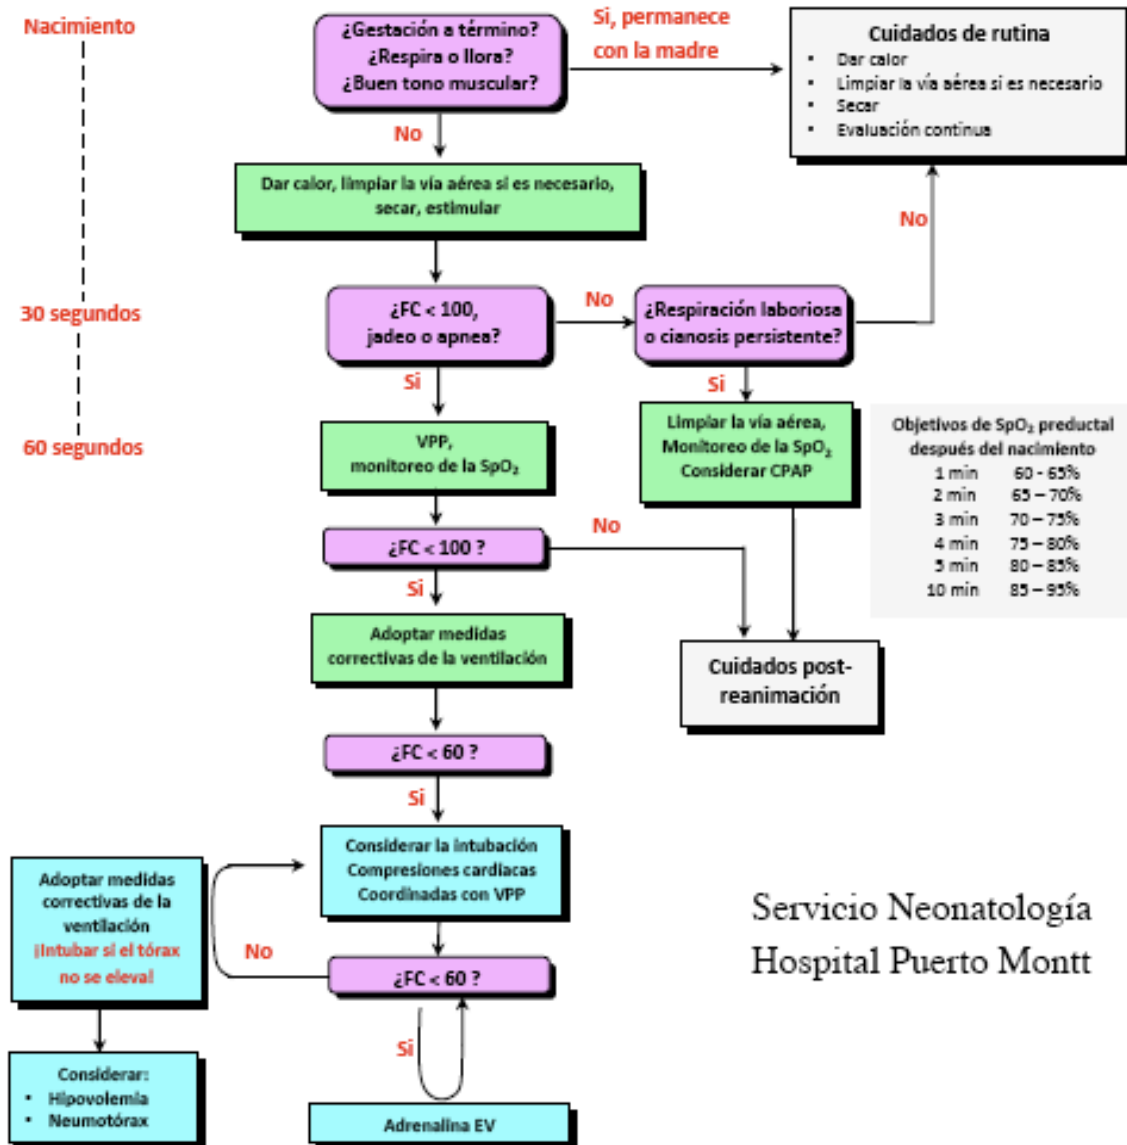 Nacimiento
¿Gestación a término?
¿Respira o llora?
¿Buen tono muscular?
Si, permanece
con la madre
Cuidados de rutina
• Dar calor
• Limpiar la vía aérea si es necesario
• Secar
• Evaluación continua
No
Dar calor, limpiar la vía aérea si es necesario,
secar, estimular
No
30 segundos
¿FC < 100,
jadeo o apnea?
No
¿Respiración laboriosa
o cianosis persistente?
Si
Si
60 segundos
VPP,
monitoreo de la SpO₂
Limpiar la vía aérea,
Monitoreo de la SpO₂
Considerar CPAP
Objetivos de SpO₂ preductal
después del nacimiento
1 min 60 - 65%
2 min 65 – 70%
3 min 70 – 75%
4 min 75 – 80%
5 min 80 – 85%
10 min 85 – 95%
¿FC < 100 ?
No
Si
Adoptar medidas
correctivas de la ventilación
Cuidados post-
reanimación
¿FC < 60 ?
Si
Considerar la intubación
Compresiones cardiacas
Coordinadas con VPP
Adoptar medidas
correctivas de la
ventilación
¡Intubar si el tórax
no se eleva!
No
¿FC < 60 ?
Si
Considerar:
• Hipovolemia
• Neumotórax
Adrenalina EV
Servicio Neonatología
Hospital Puerto Montt